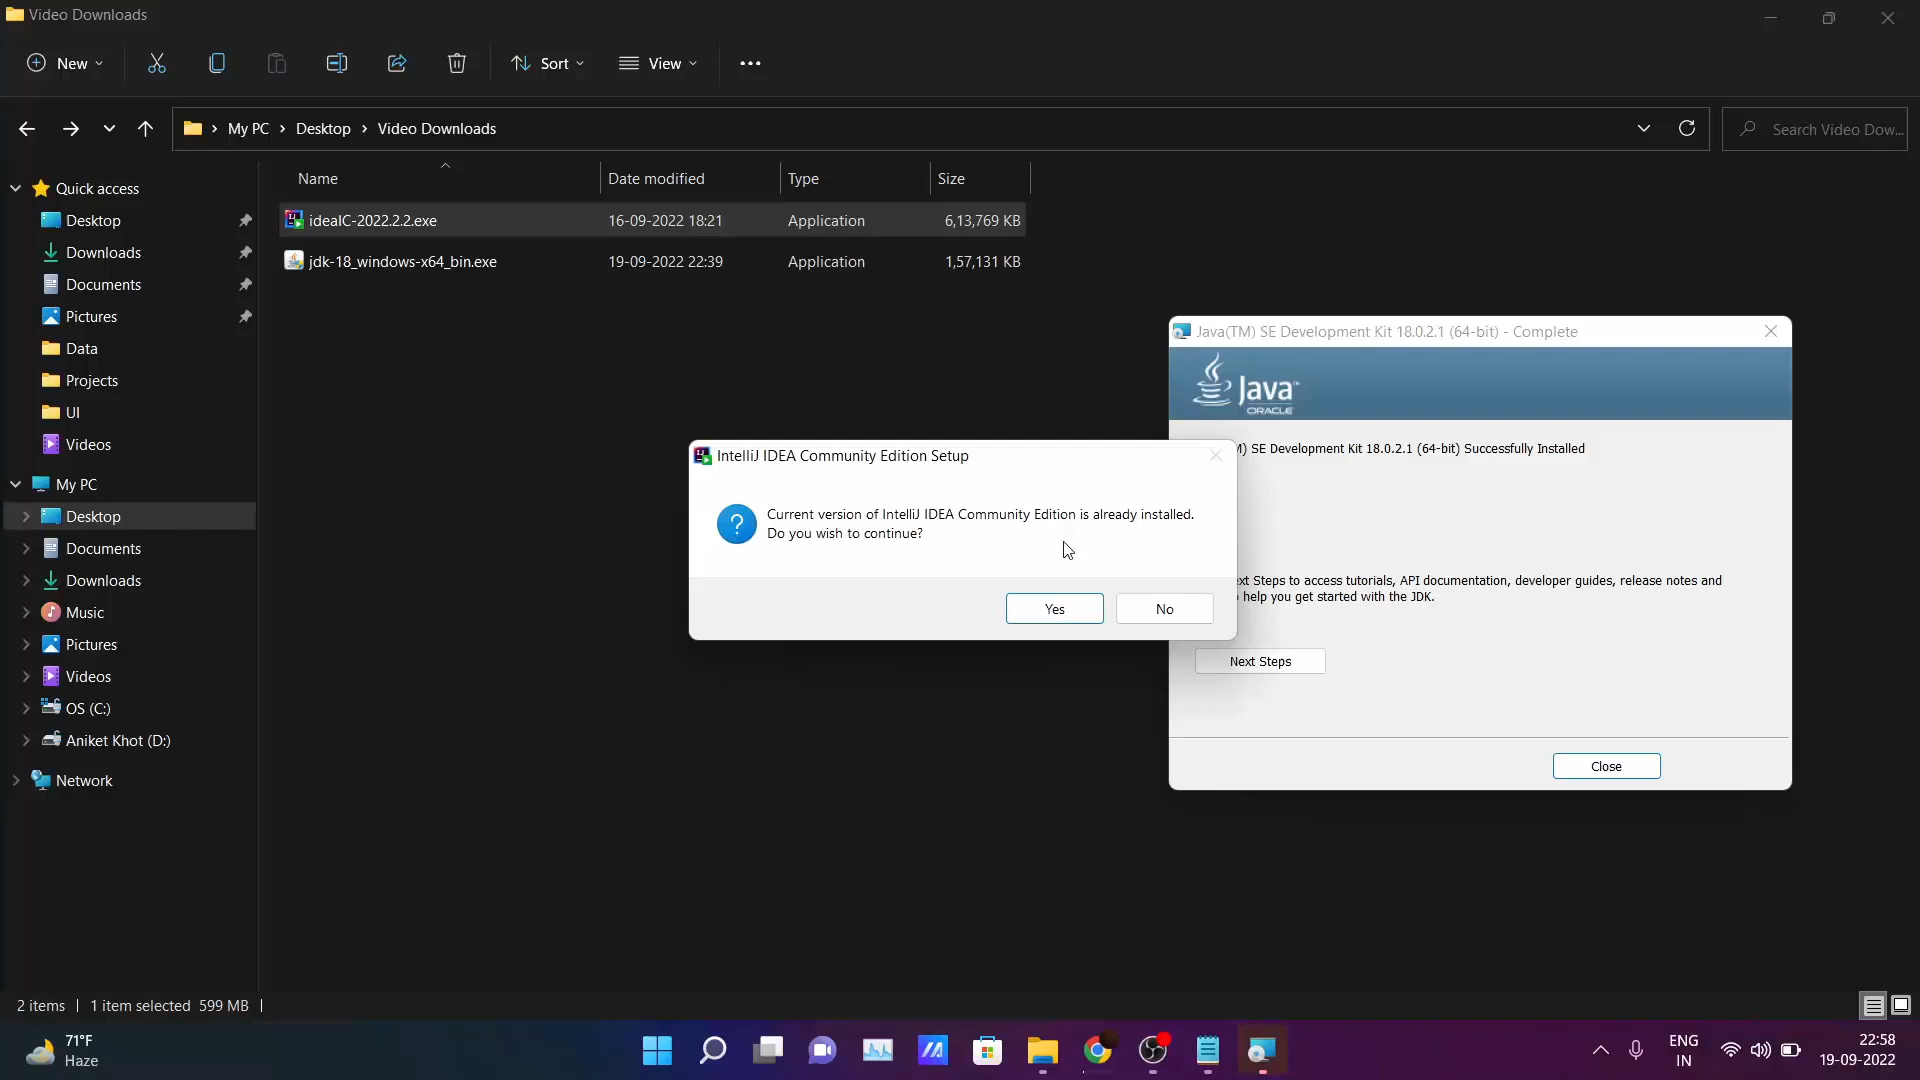 Video Downloads
New
Sort
View
My PC
Desktop
Video Downloads
Search Video Dow...
Name
Date modified
Type
Size
ideaIC-2022.2.2.exe
16-09-2022 18:21
Application
6,13,769 KB
jdk-18_windows-x64_bin.exe
19-09-2022 22:39
Application
1,57,131 KB
Quick access
Desktop
Downloads
Documents
Pictures
Data
Projects
UI
Videos
My PC
Desktop
Documents
Downloads
Music
Pictures
Videos
OS (C:)
Aniket Khot (D:)
Network
Java(TM) SE Development Kit 18.0.2.1 (64-bit) - Complete
Java™
ORACLE
M) SE Development Kit 18.0.2.1 (64-bit) Successfully Installed
ext Steps to access tutorials, API documentation, developer guides, release notes and
help you get started with the JDK.
Next Steps
Close
IntelliJ IDEA Community Edition Setup
Current version of IntelliJ IDEA Community Edition is already installed.
Do you wish to continue?
Yes
No
2 items
1 item selected 599 MB
71°F
Haze
ENG
IN
22:58
19-09-2022